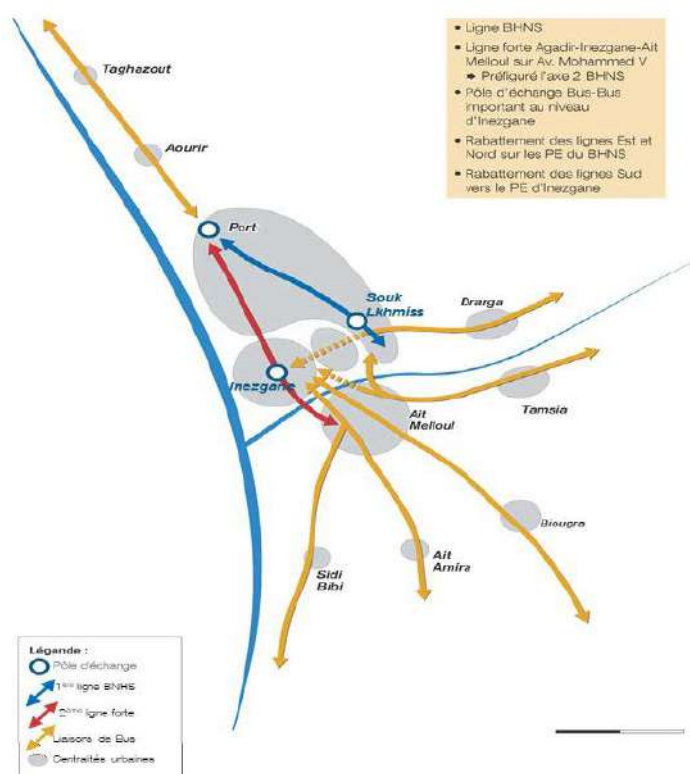 • Ligne BHNS
• Ligne forte Agadir-Inezgane-Ait
Melloul sur Av. Mohammed V
➔ Préfiguré l'axe 2 BHNS
• Pôle d'échange Bus-Bus
important au niveau
d'Inezgane
• Rabattement des lignes Est et
Nord sur les PE du BHNS
• Rabattement des lignes Sud
vers le PE d'Inezgane
Taghazout
Aourir
Port
Souk
Lkhmiss
Drarga
Inezgane
Ait
Melloul
Tamsia
Biougra
Ait
Amira
Sidi
Bibi
Légende :
Pôle d'échange
1ère ligne BNHS
2ème ligne forte
Liaisons de Bus
Centralités urbaines